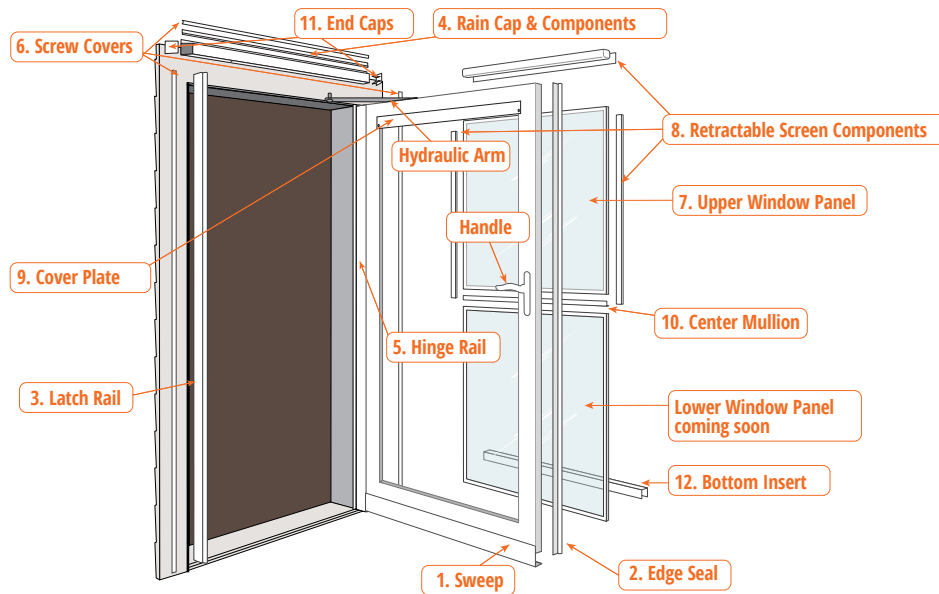 11. End Caps
4. Rain Cap & Components
6. Screw Covers
8. Retractable Screen Components
Hydraulic Arm
7. Upper Window Panel
Handle
9. Cover Plate
10. Center Mullion
5. Hinge Rail
3. Latch Rail
Lower Window Panel
coming soon
12. Bottom Insert
1. Sweep
2. Edge Seal